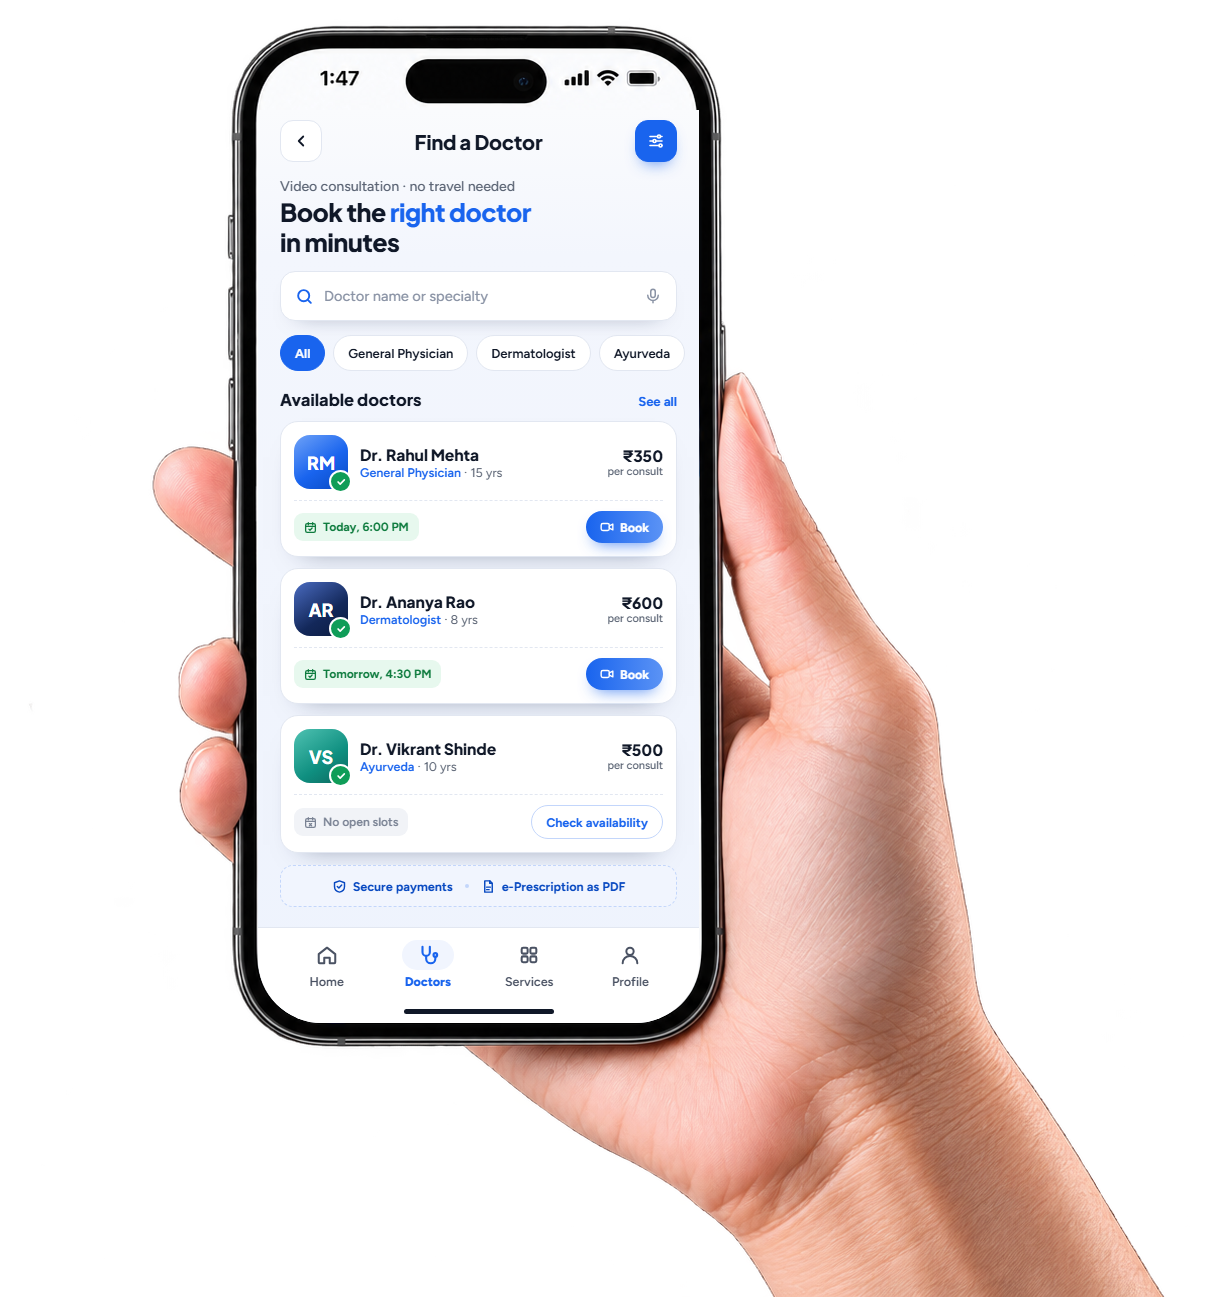 1:47
Find a Doctor
Video consultation · no travel needed
Book the right doctor
in minutes
Doctor name or specialty
All General Physician Dermatologist Ayurveda
Available doctors See all
RM Dr. Rahul Mehta ₹350
General Physician · 15 yrs per consult
Today, 6:00 PM Book
AR Dr. Ananya Rao ₹600
Dermatologist · 8 yrs per consult
Tomorrow, 4:30 PM Book
VS Dr. Vikrant Shinde ₹500
Ayurveda · 10 yrs per consult
No open slots Check availability
Secure payments • e-Prescription as PDF
Home Doctors Services Profile